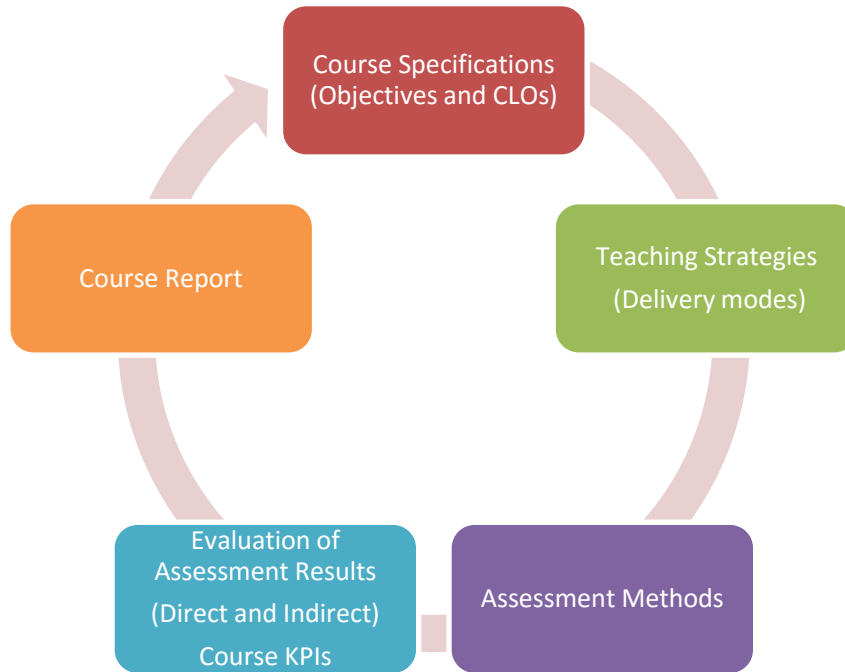 Course Specifications
(Objectives and CLOs)
Teaching Strategies
(Delivery modes)
Assessment Methods
Evaluation of
Assessment Results
(Direct and Indirect)
Course KPIs
Course Report